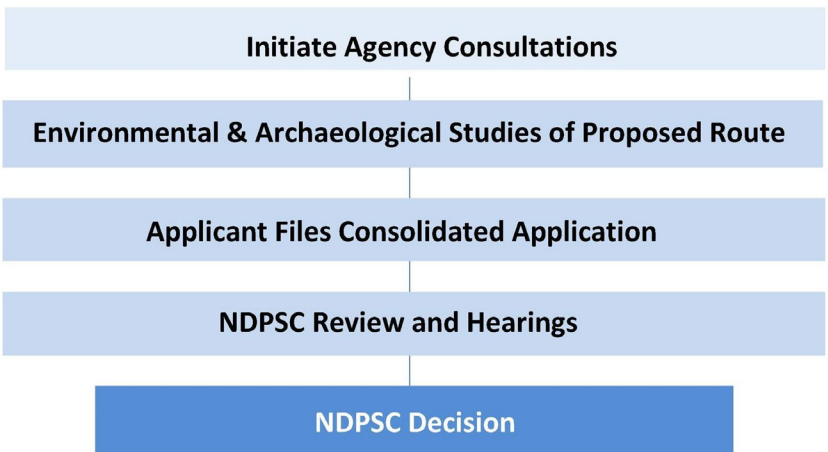 Initiate Agency Consultations
Environmental & Archaeological Studies of Proposed Route
Applicant Files Consolidated Application
NDPSC Review and Hearings
NDPSC Decision